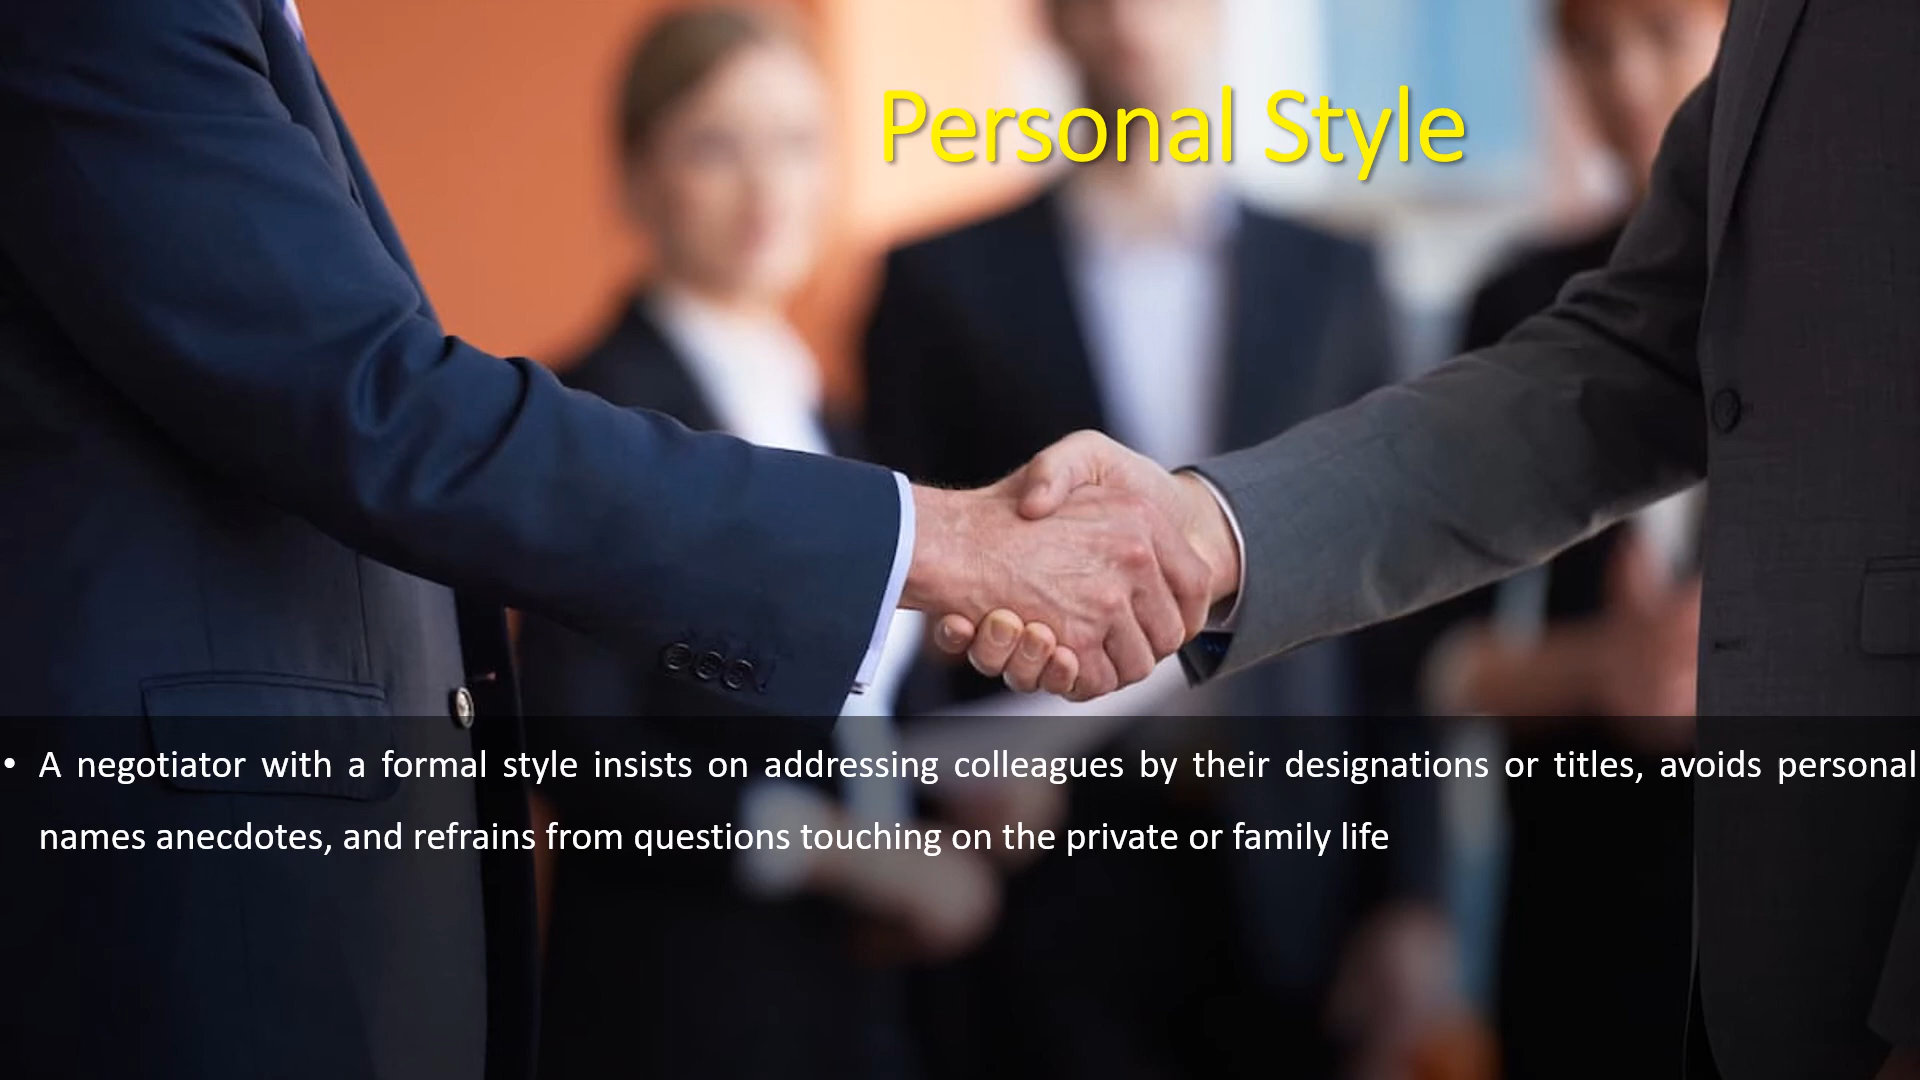 Personal Style
• A negotiator with a formal style insists on addressing colleagues by their designations or titles, avoids personal
names anecdotes, and refrains from questions touching on the private or family life